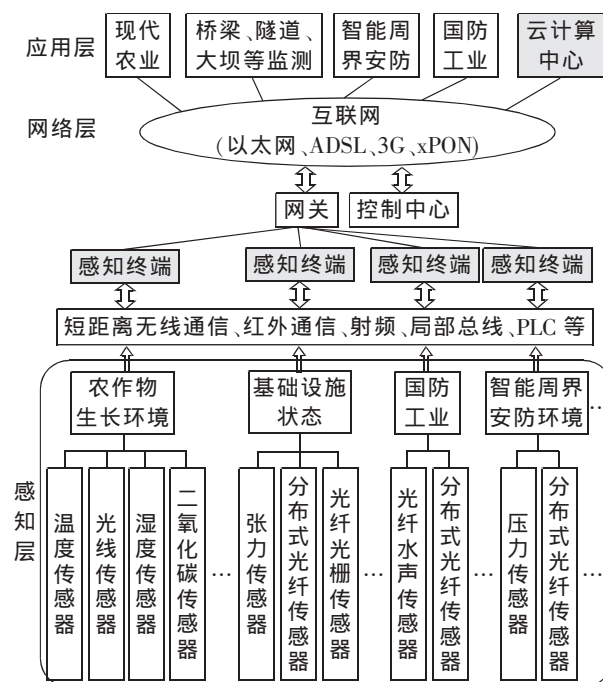 应用层
现代
农业
桥梁、隧道、
大坝等监测
智能周
界安防
国防
工业
云计算
中心
网络层
互联网
(以太网、ADSL、3G、xPON)
网关
控制中心
感知终端
感知终端
感知终端
感知终端
短距离无线通信、红外通信、射频、局部总线、PLC 等
感知层
农作物
生长环境
基础设施
状态
国防
工业
智能周界
安防环境
…
温度传感器
光线传感器
湿度传感器
二氧化碳传感器
…
张力传感器
分布式光纤传感器
光纤光栅传感器
…
光纤水声传感器
分布式光纤传感器
…
压力传感器
分布式光纤传感器
…